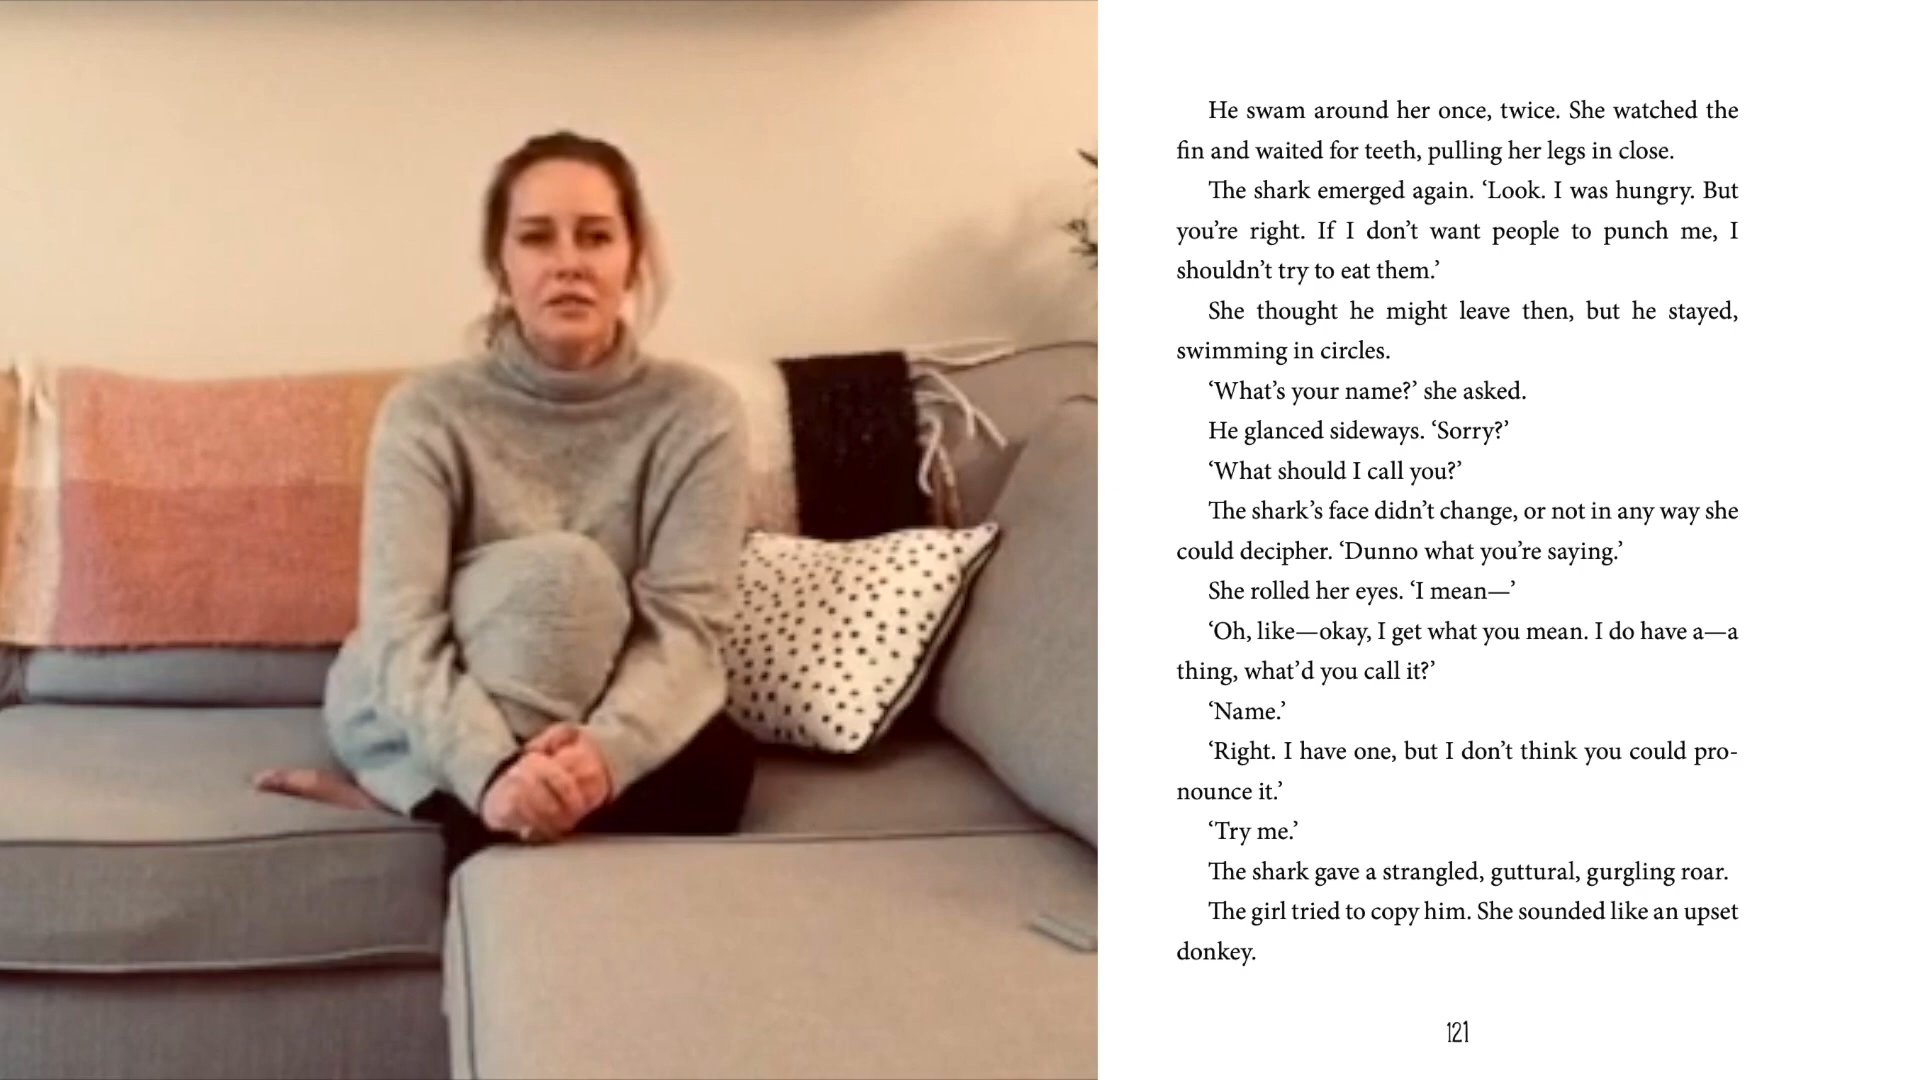 He swam around her once, twice. She watched the
fin and waited for teeth, pulling her legs in close.
The shark emerged again. ‘Look. I was hungry. But
you’re right. If I don’t want people to punch me, I
shouldn’t try to eat them.’
She thought he might leave then, but he stayed,
swimming in circles.
‘What’s your name?’ she asked.
He glanced sideways. ‘Sorry?’
‘What should I call you?’
The shark’s face didn’t change, or not in any way she
could decipher. ‘Dunno what you’re saying.’
She rolled her eyes. ‘I mean—’
‘Oh, like—okay, I get what you mean. I do have a—a
thing, what’d you call it?’
‘Name.’
‘Right. I have one, but I don’t think you could pro-
nounce it.’
‘Try me.’
The shark gave a strangled, guttural, gurgling roar.
The girl tried to copy him. She sounded like an upset
donkey.
121